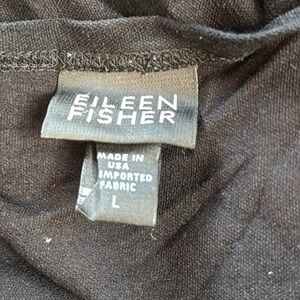 EILEEN
FISHER
MADE IN
USA
IMPORTED
FABRIC
L